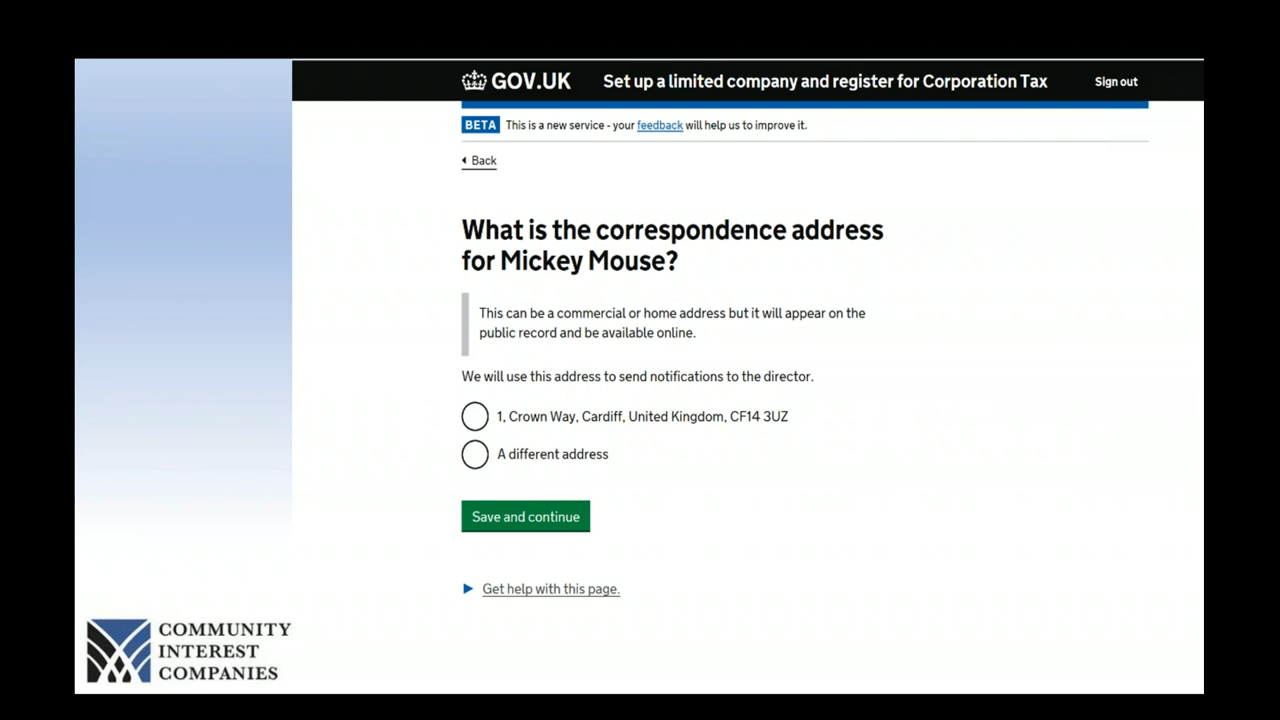 GOV.UK Set up a limited company and register for Corporation Tax Sign out
BETA This is a new service - your feedback will help us to improve it.
Back
What is the correspondence address
for Mickey Mouse?
This can be a commercial or home address but it will appear on the
public record and be available online.
We will use this address to send notifications to the director.
1, Crown Way, Cardiff, United Kingdom, CF14 3UZ
A different address
Save and continue
Get help with this page.
COMMUNITY
INTEREST
COMPANIES